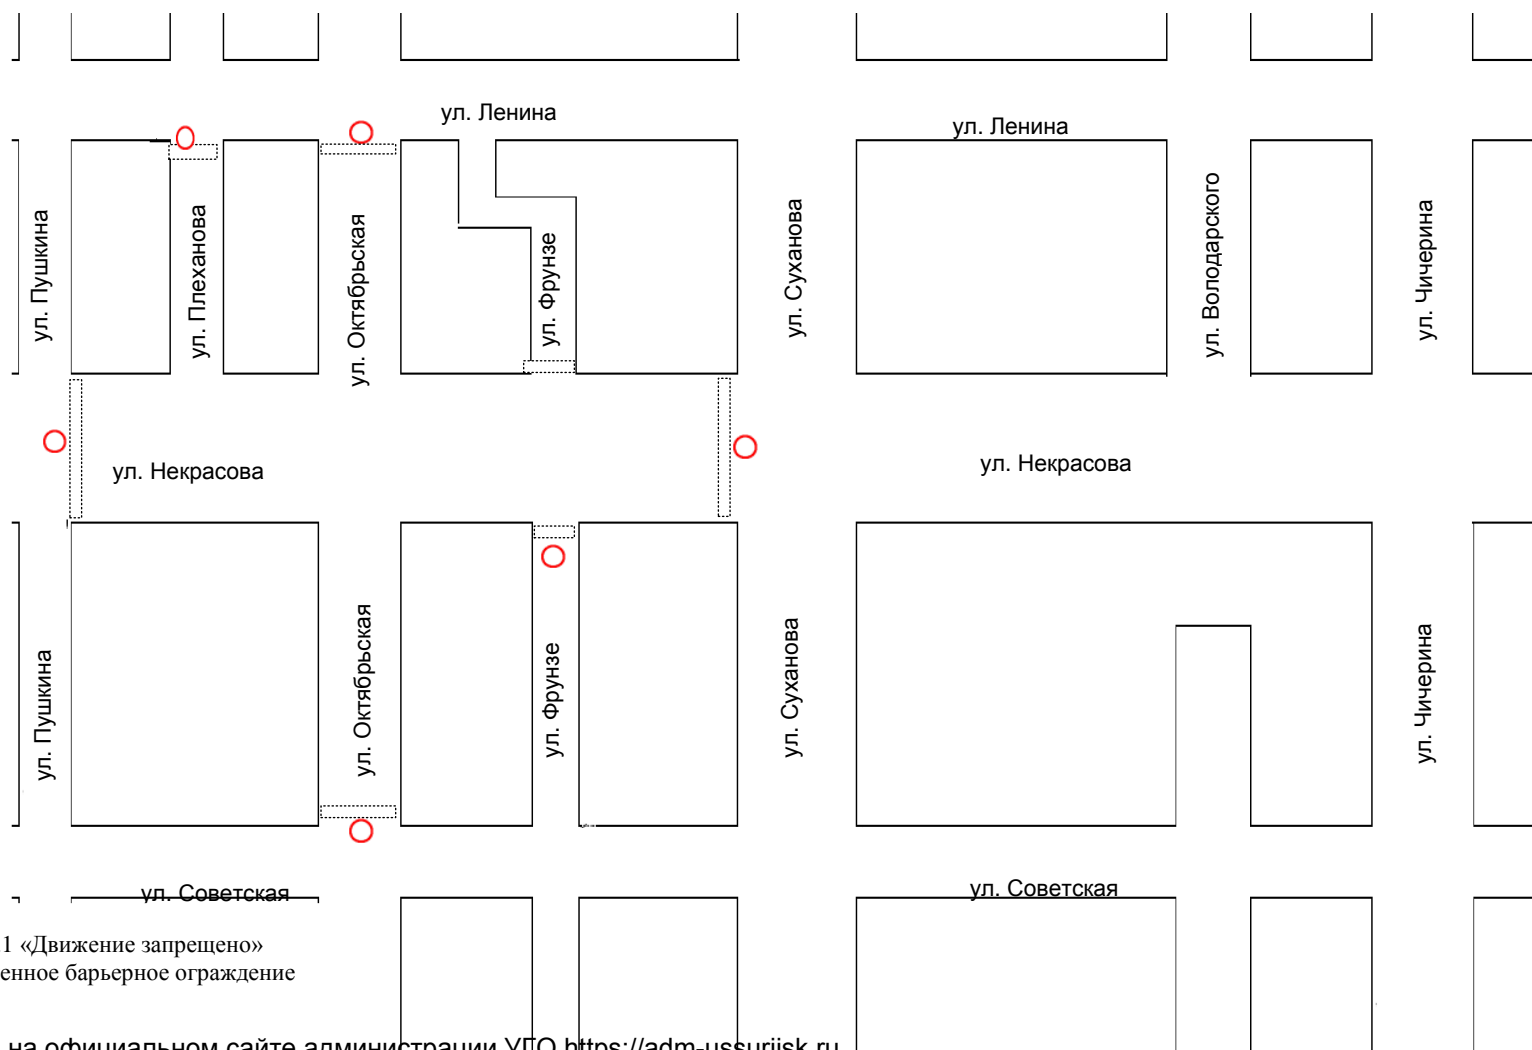 ул. Ленина
ул. Ленина
ул. Пушкина
ул. Плеханова
ул. Октябрьская
ул. Фрунзе
ул. Суханова
ул. Володарского
ул. Чичерина
ул. Некрасова
ул. Некрасова
ул. Пушкина
ул. Октябрьская
ул. Фрунзе
ул. Суханова
ул. Чичерина
ул. Советская
ул. Советская
1 «Движение запрещено»
енное барьерное ограждение
на официальном сайте администрации УГО https://adm-ussuriisk.ru